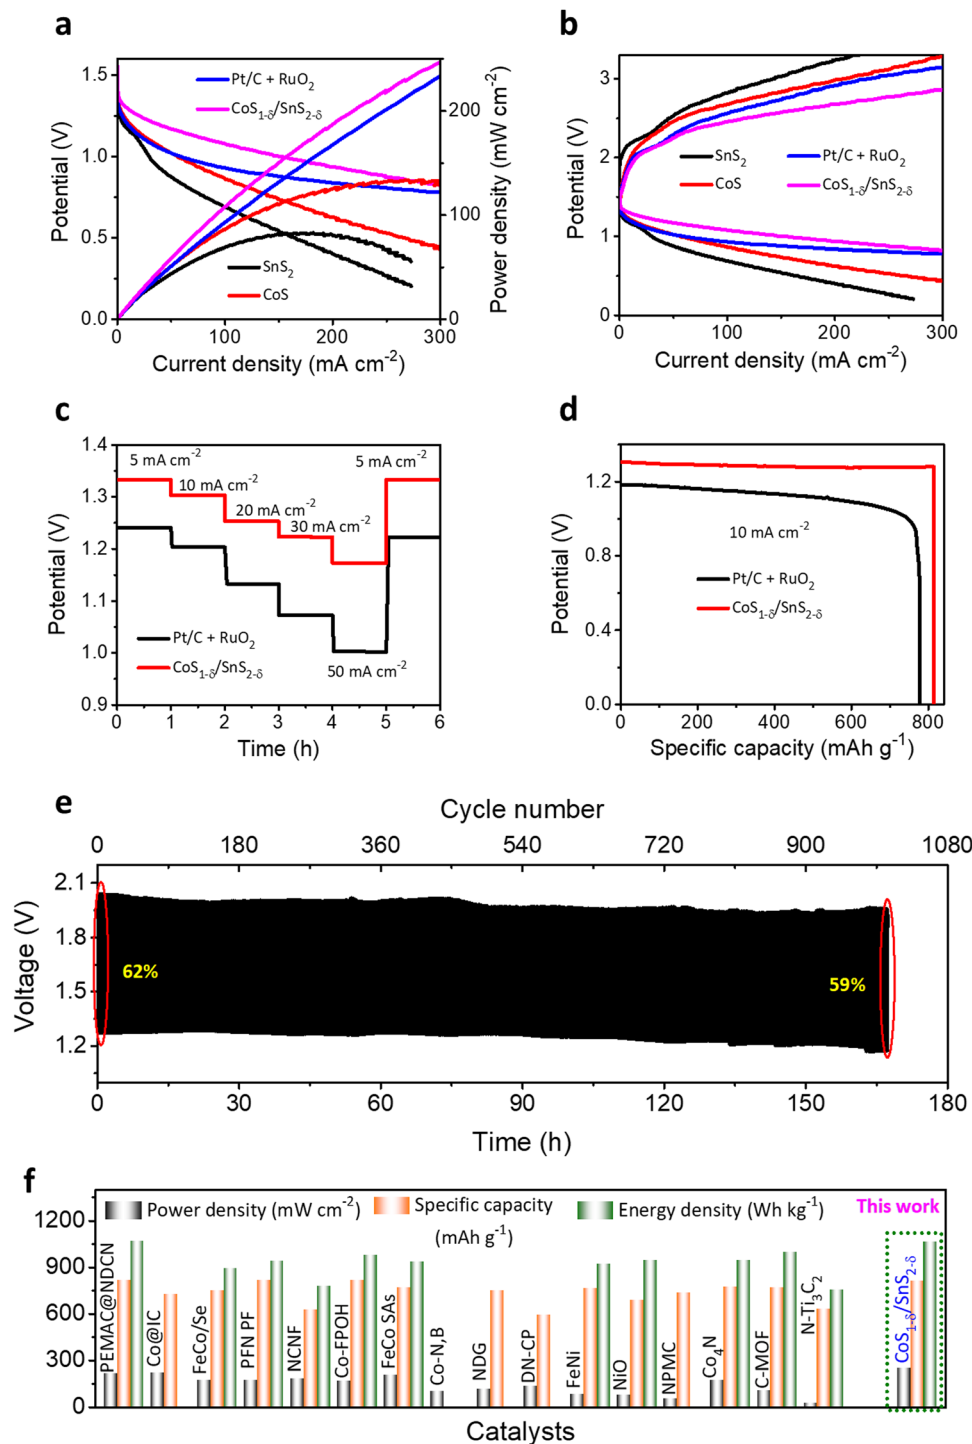 a
1.5
1.0
0.5
0.0
Potential (V)
Pt/C + RuO₂
CoS₁₋δ/SnS₂₋δ
SnS₂
CoS
200
100
0
Power density (mW cm⁻²)
0 100 200 300
Current density (mA cm⁻²)
b
3
2
1
0
Potential (V)
SnS₂
Pt/C + RuO₂
CoS
CoS₁₋δ/SnS₂₋δ
0 100 200 300
Current density (mA cm⁻²)
c
1.4
1.3
1.2
1.1
1.0
0.9
Potential (V)
5 mA cm⁻²
10 mA cm⁻²
20 mA cm⁻²
30 mA cm⁻²
5 mA cm⁻²
50 mA cm⁻²
Pt/C + RuO₂
CoS₁₋δ/SnS₂₋δ
0 1 2 3 4 5 6
Time (h)
d
1.2
0.8
0.4
0.0
Potential (V)
10 mA cm⁻²
Pt/C + RuO₂
CoS₁₋δ/SnS₂₋δ
0 200 400 600 800
Specific capacity (mAh g⁻¹)
e
Cycle number
0 180 360 540 720 900 1080
2.1
1.8
1.5
1.2
Voltage (V)
62%
59%
0 30 60 90 120 150 180
Time (h)
f
Power density (mW cm⁻²)
Specific capacity
(mAh g⁻¹)
Energy density (Wh kg⁻¹)
This work
1200
900
600
300
0
PEMAC@NDCN
Co@IC
FeCo/Se
PFN PF
NCNF
Co-FPOH
FeCo SAs
Co-N,B
NDG
DN-CP
FeNi
NiO
NPMC
Co₄N
C-MOF
N-Ti₃C₂
CoS₁₋δ/SnS₂₋δ
Catalysts